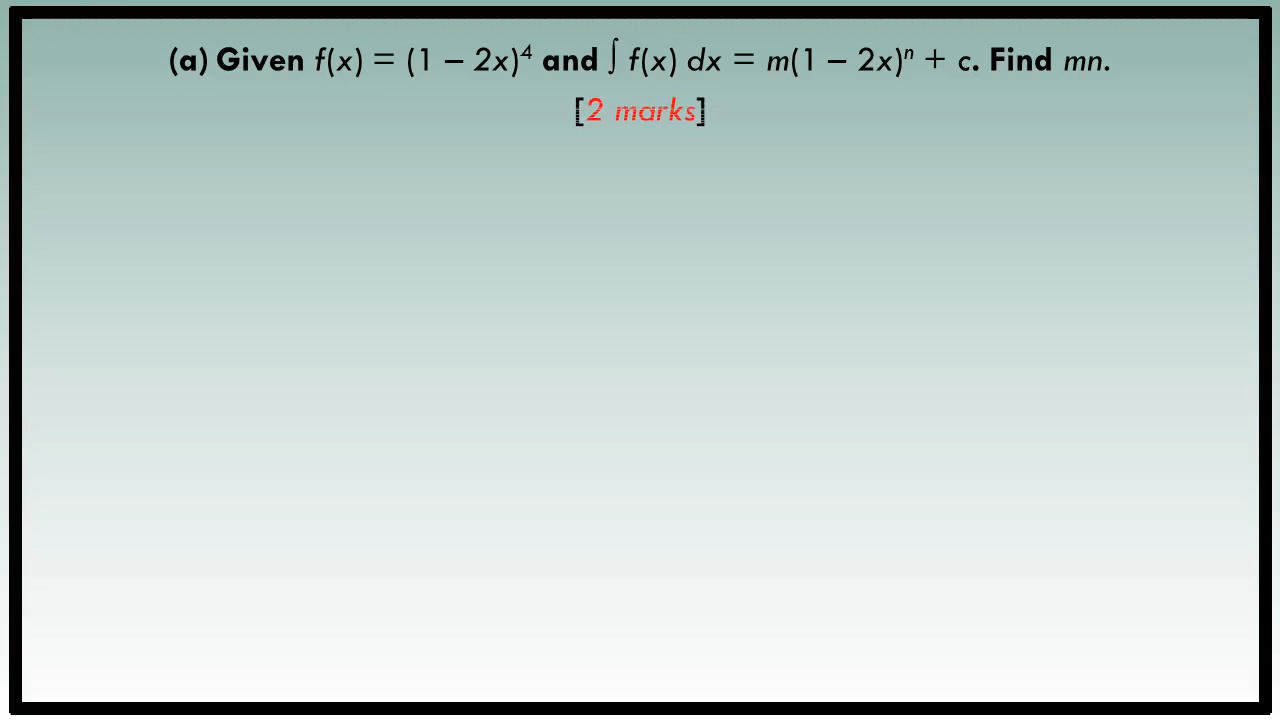 (a) Given f(x) = (1 – 2x)⁴ and ∫ f(x) dx = m(1 – 2x)ⁿ + c. Find mn.
[2 marks]